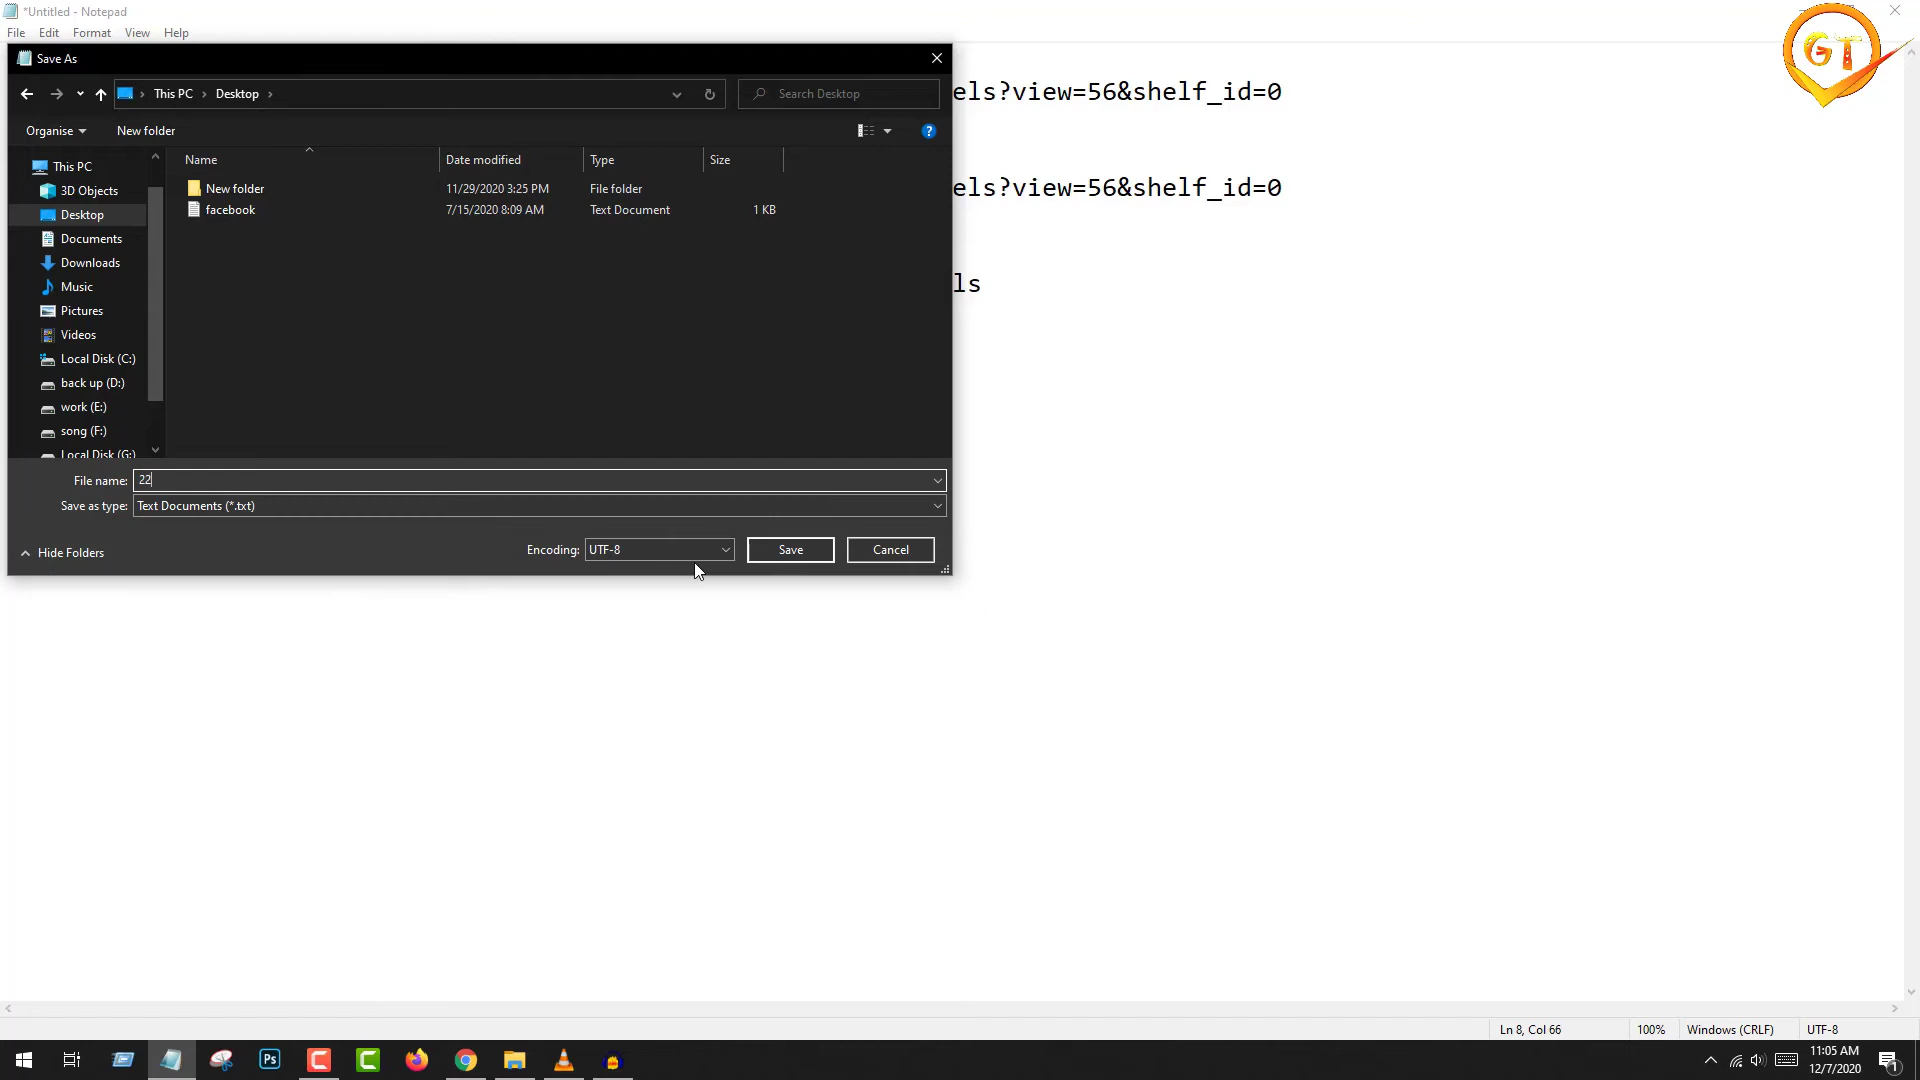 *Untitled - Notepad
File Edit Format View Help
GT
Save As
This PC Desktop
Search Desktop
els?view=56&shelf_id=0
Organise New folder
Name Date modified Type Size
This PC
New folder 11/29/2020 3:25 PM File folder
els?view=56&shelf_id=0
3D Objects
facebook 7/15/2020 8:09 AM Text Document 1 KB
Desktop
Documents
Downloads
Music
ls
Pictures
Videos
Local Disk (C:)
back up (D:)
work (E:)
song (F:)
Local Disk (G:)
File name: 22
Save as type: Text Documents (*.txt)
Hide Folders
Encoding: UTF-8 Save Cancel
Ln 8, Col 66 100% Windows (CRLF) UTF-8
Ps
11:05 AM
12/7/2020
1